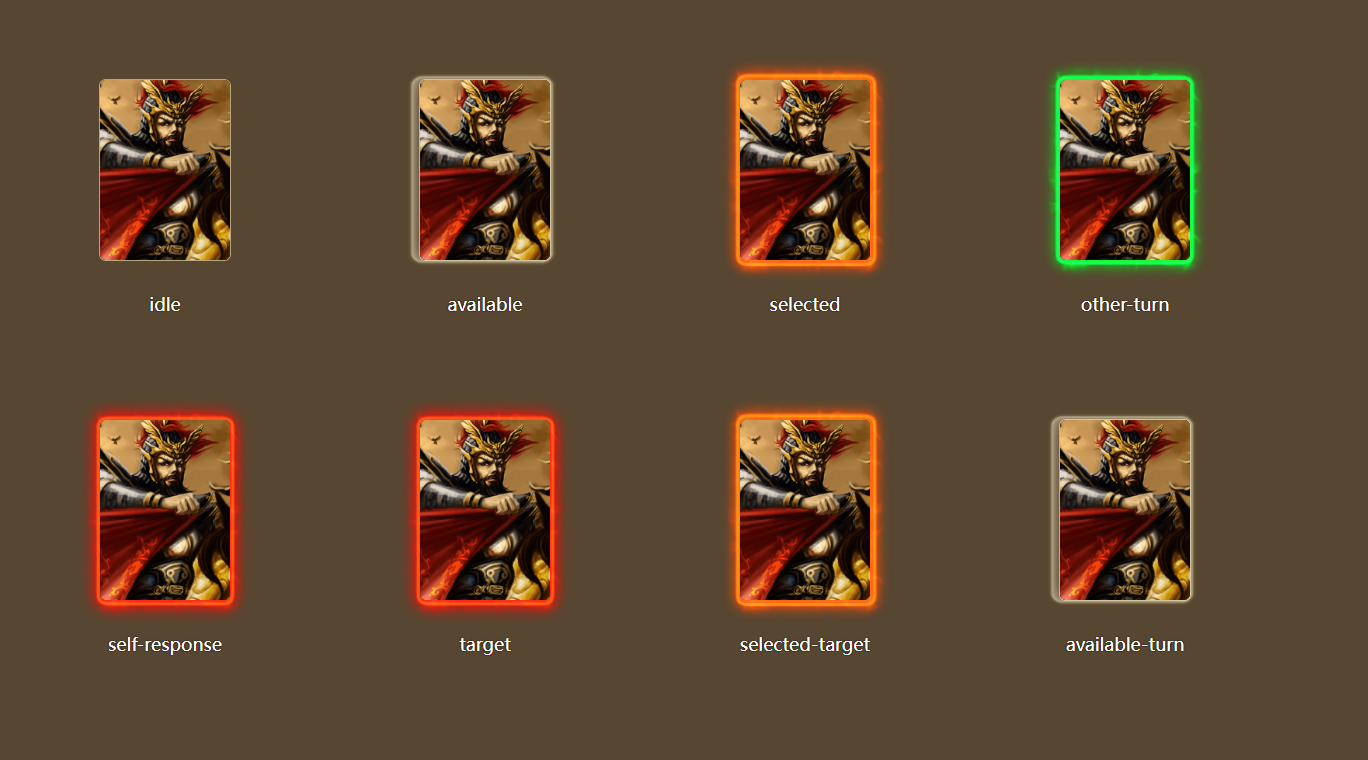 idle
available
selected
other-turn
self-response
target
selected-target
available-turn